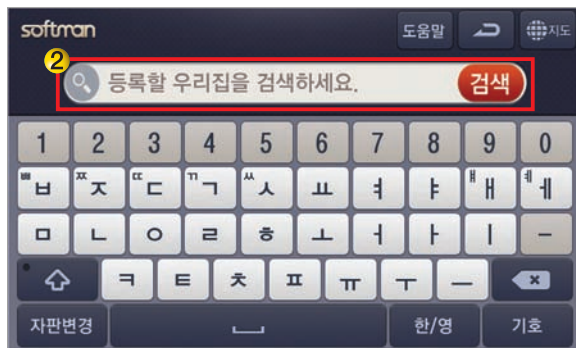 softman 도움말 지도
2 등록할 우리집을 검색하세요. 검색
1 2 3 4 5 6 7 8 9 0
ㅃ ㅂ ㅉ ㅈ ㄸ ㄷ ㄲ ㄱ ㅆ ㅅ ㅛ ㅕ ㅑ ㅒ ㅐ ㅖ ㅔ
ㅁ ㄴ ㅇ ㄹ ㅎ ㅗ ㅓ ㅏ ㅣ -
ㅋ ㅌ ㅊ ㅍ ㅠ ㅜ ㅡ
자판변경 한/영 기호